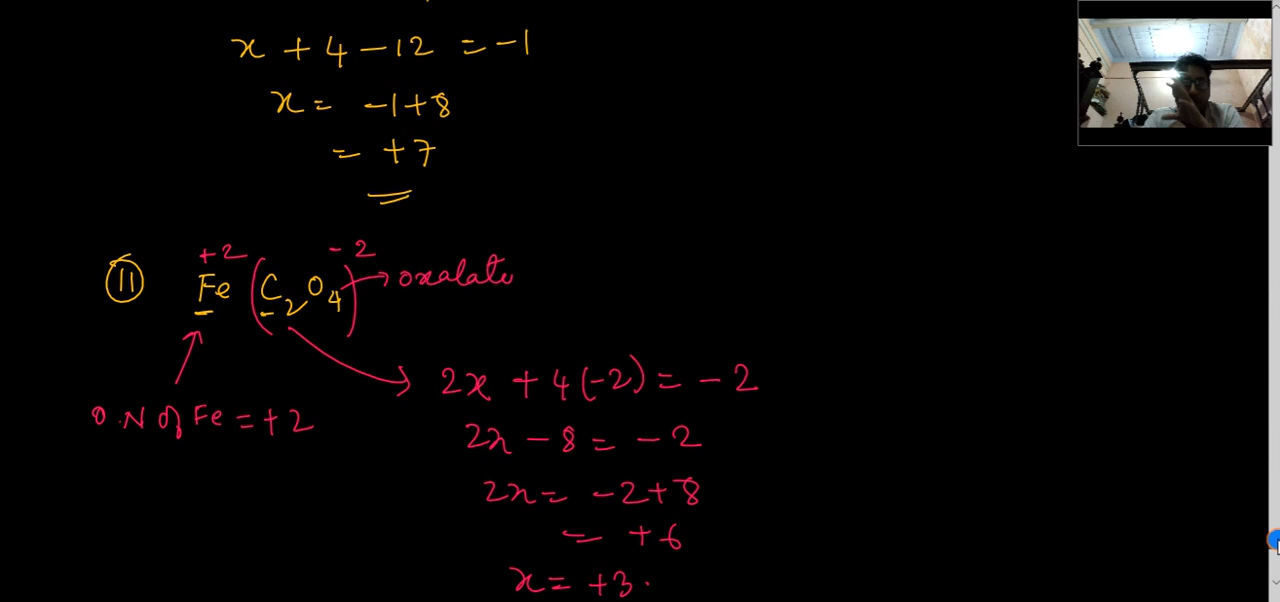 x + 4 - 12 = -1
x = -1 + 8
= +7
11 +2 -2
Fe (C2O4) → oxalate
2x + 4(-2) = -2
O.N of Fe = +2
2x - 8 = -2
2x = -2 + 8
= +6
x = +3.